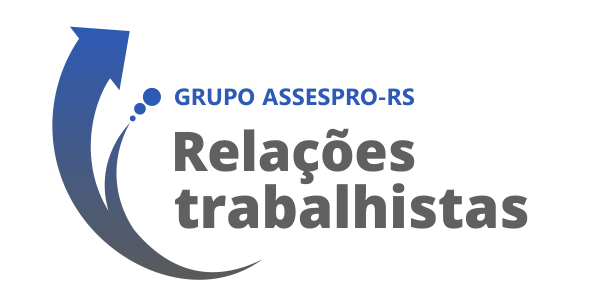 GRUPO ASSESPRO-RS
Relações
trabalhistas